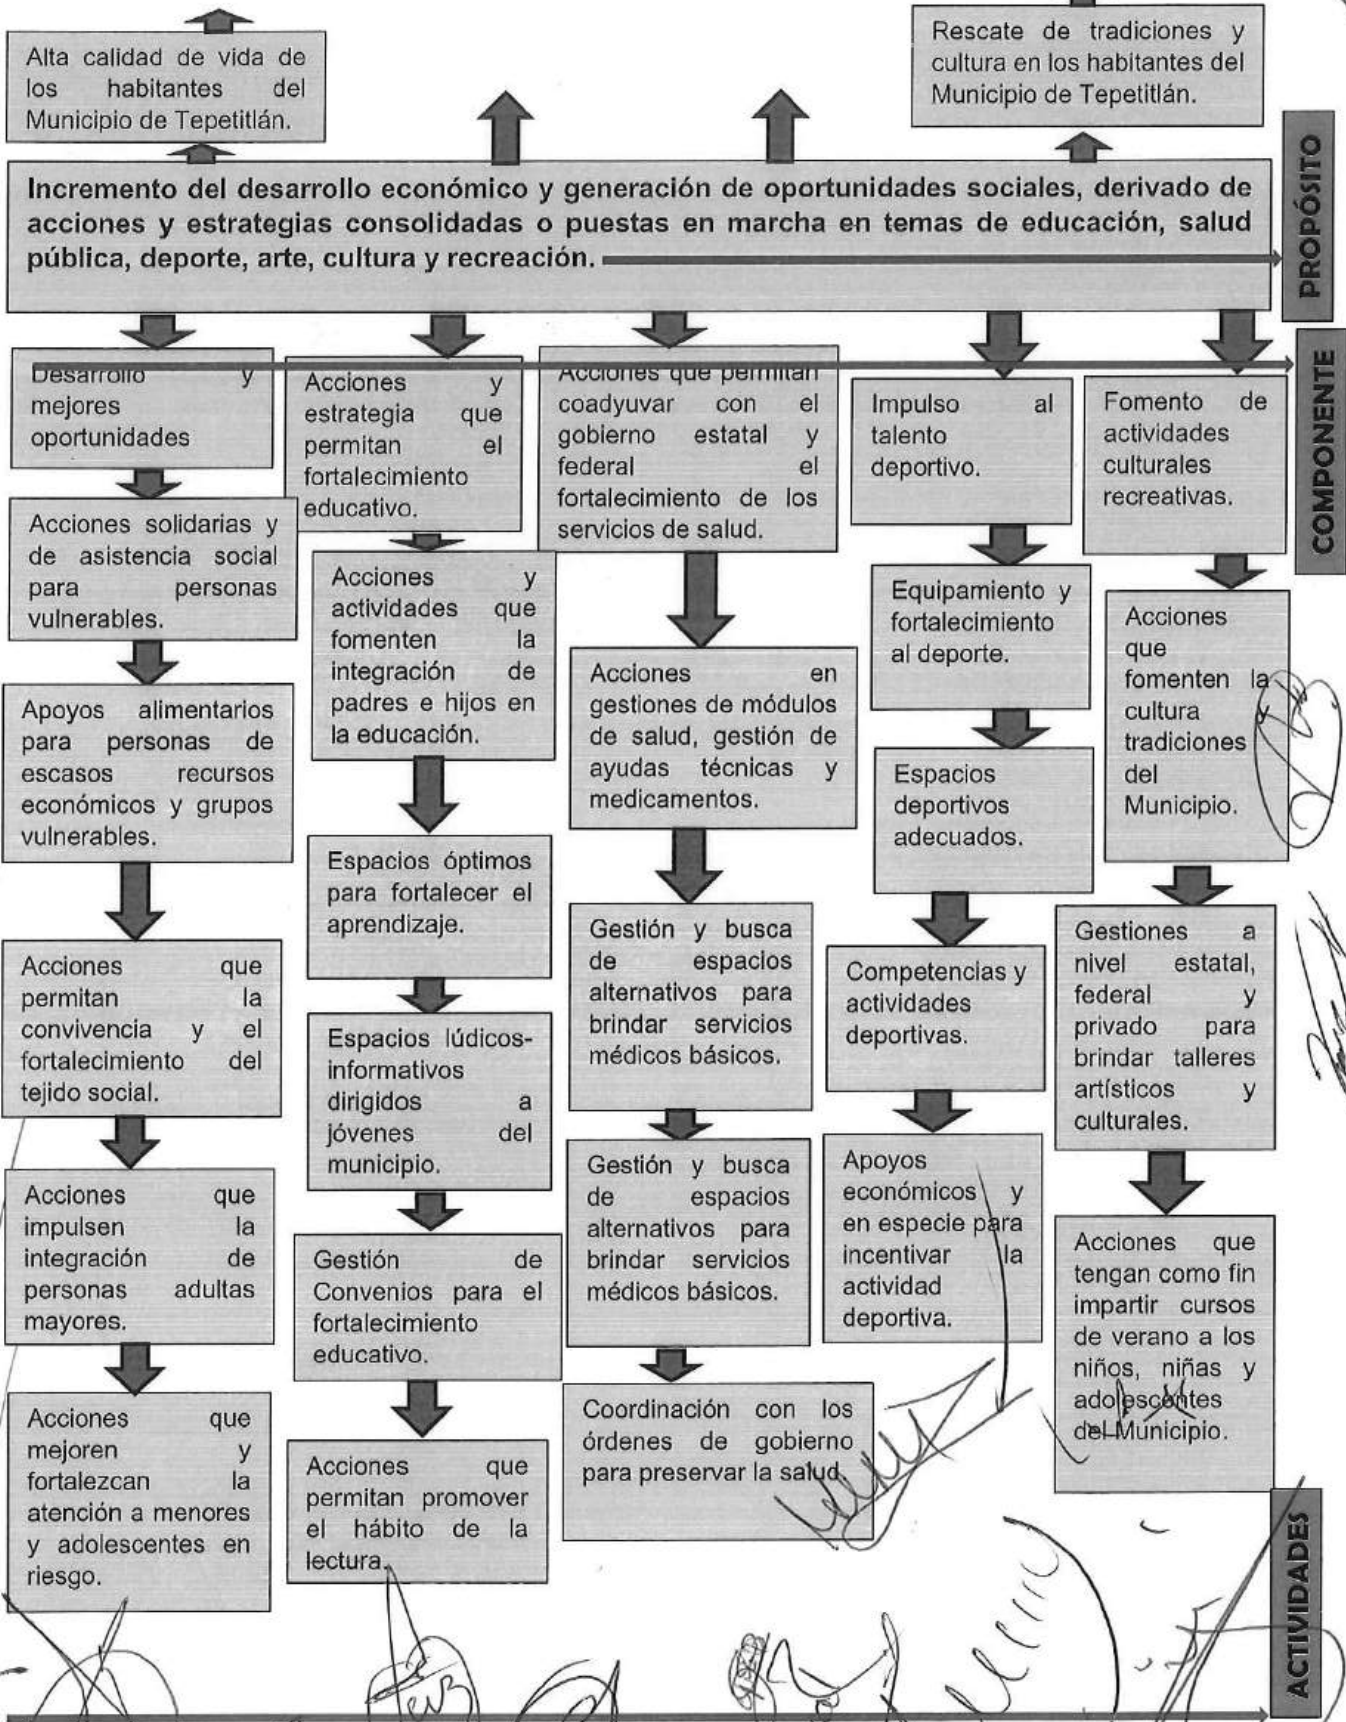 Alta calidad de vida de
los habitantes del
Municipio de Tepetitlán.
Rescate de tradiciones y
cultura en los habitantes del
Municipio de Tepetitlán.
Incremento del desarrollo económico y generación de oportunidades sociales, derivado de
acciones y estrategias consolidadas o puestas en marcha en temas de educación, salud
pública, deporte, arte, cultura y recreación.
PROPÓSITO
COMPONENTE
Desarrollo y
mejores
oportunidades
Acciones solidarias y
de asistencia social
para personas
vulnerables.
Apoyos alimentarios
para personas de
escasos recursos
económicos y grupos
vulnerables.
Acciones que
permitan la
convivencia y el
fortalecimiento del
tejido social.
Acciones que
impulsen la
integración de
personas adultas
mayores.
Acciones que
mejoren y
fortalezcan la
atención a menores
y adolescentes en
riesgo.
Acciones y
estrategia que
permitan el
fortalecimiento
educativo.
Acciones y
actividades que
fomenten la
integración de
padres e hijos en
la educación.
Espacios óptimos
para fortalecer el
aprendizaje.
Espacios lúdicos-
informativos
dirigidos a
jóvenes del
municipio.
Gestión de
Convenios para el
fortalecimiento
educativo.
Acciones que
permitan promover
el hábito de la
lectura.
Acciones que permitan
coadyuvar con el
gobierno estatal y
federal el
fortalecimiento de los
servicios de salud.
Acciones en
gestiones de módulos
de salud, gestión de
ayudas técnicas y
medicamentos.
Gestión y busca
de espacios
alternativos para
brindar servicios
médicos básicos.
Gestión y busca
de espacios
alternativos para
brindar servicios
médicos básicos.
Coordinación con los
órdenes de gobierno
para preservar la salud
Impulso al
talento
deportivo.
Equipamiento y
fortalecimiento
al deporte.
Espacios
deportivos
adecuados.
Competencias y
actividades
deportivas.
Apoyos
económicos y
en especie para
incentivar la
actividad
deportiva.
Fomento de
actividades
culturales
recreativas.
Acciones
que
fomenten la
cultura y
tradiciones
del
Municipio.
Gestiones a
nivel estatal,
federal y
privado para
brindar talleres
artísticos y
culturales.
Acciones que
tengan como fin
impartir cursos
de verano a los
niños, niñas y
adolescentes
del Municipio.
ACTIVIDADES